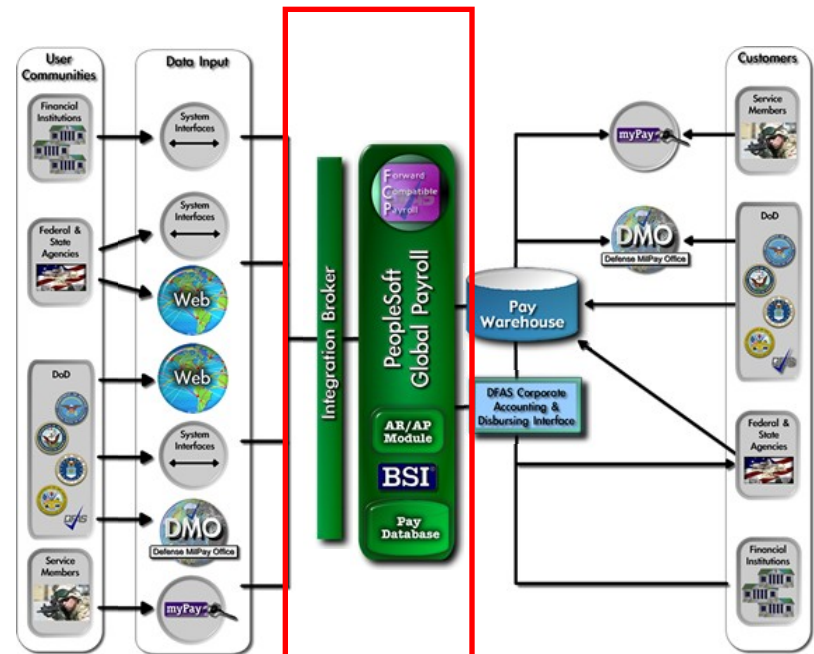 User
Communities
Financial
Institutions
Federal &
State
Agencies
DoD
DFAS
Service
Members
Data Input
System
Interfaces
System
Interfaces
Web
Web
System
Interfaces
DMO
Defense MilPay Office
myPay
Integration Broker
Forward
Compatible
Payroll
PeopleSoft
Global Payroll
AR/AP
Module
BSI
Pay
Database
myPay
DMO
Defense MilPay Office
Pay
Warehouse
DFAS Corporate
Accounting &
Disbursing Interface
Customers
Service
Members
DoD
Federal &
State
Agencies
Financial
Institutions